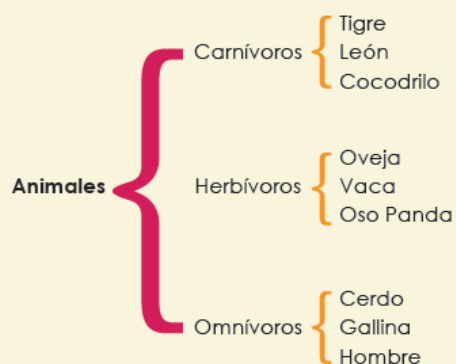 Animales
Carnívoros
Tigre
León
Cocodrilo
Herbívoros
Oveja
Vaca
Oso Panda
Omnívoros
Cerdo
Gallina
Hombre